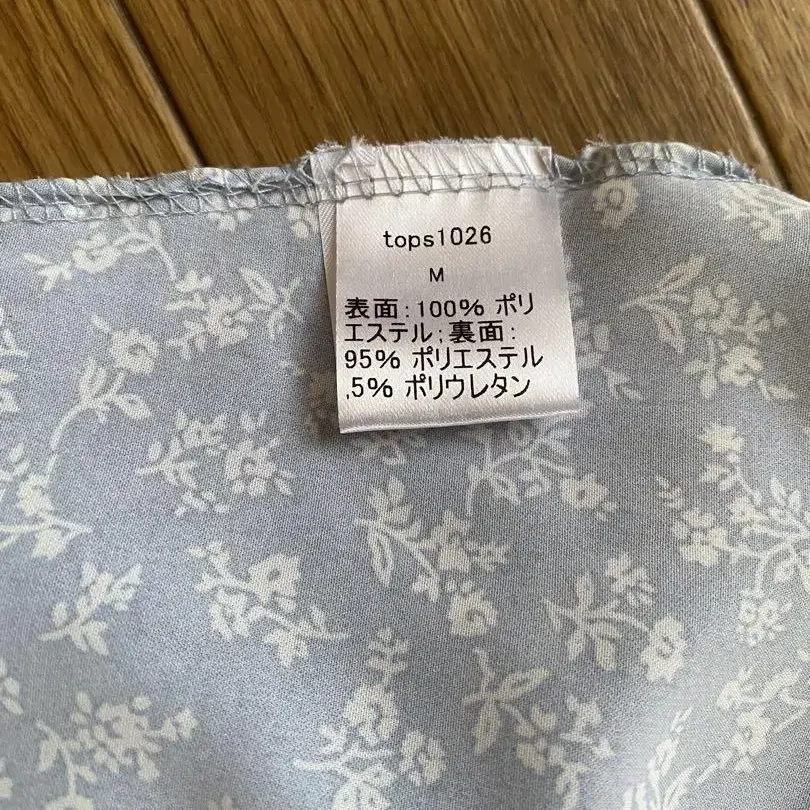 tops1026
M
表面:100% ポリ
エステル;裏面:
95% ポリエステル
,5% ポリウレタン